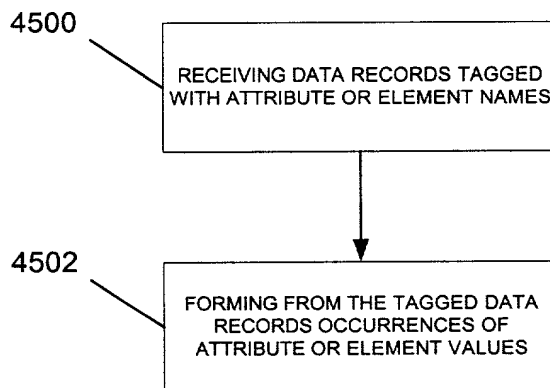 4500
RECEIVING DATA RECORDS TAGGED
WITH ATTRIBUTE OR ELEMENT NAMES
4502
FORMING FROM THE TAGGED DATA
RECORDS OCCURRENCES OF
ATTRIBUTE OR ELEMENT VALUES